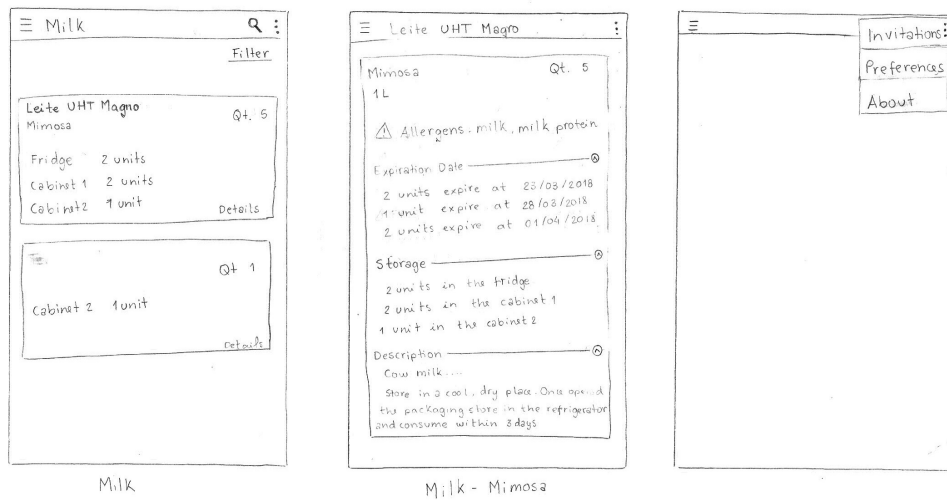 Milk
Filter
Leite UHT Magno
Mimosa
Qt. 5
Fridge 2 units
Cabinet 1 2 units
Cabinet2 1 unit
Details
Qt 1
Cabinet 2 1 unit
Details
Milk
Leite UHT Magro
Mimosa Qt. 5
1L
Allergens. milk, milk protein
Expiration Date
2 units expire at 23/03/2018
1 unit expire at 28/03/2018
2 units expire at 01/04/2018
Storage
2 units in the fridge
2 units in the cabinet 1
1 unit in the cabinet 2
Description
Cow milk....
Store in a cool, dry place. Once opend
the packaging store in the refrigerator
and consume within 3 days
Milk - Mimosa
Invitations
Preferences
About